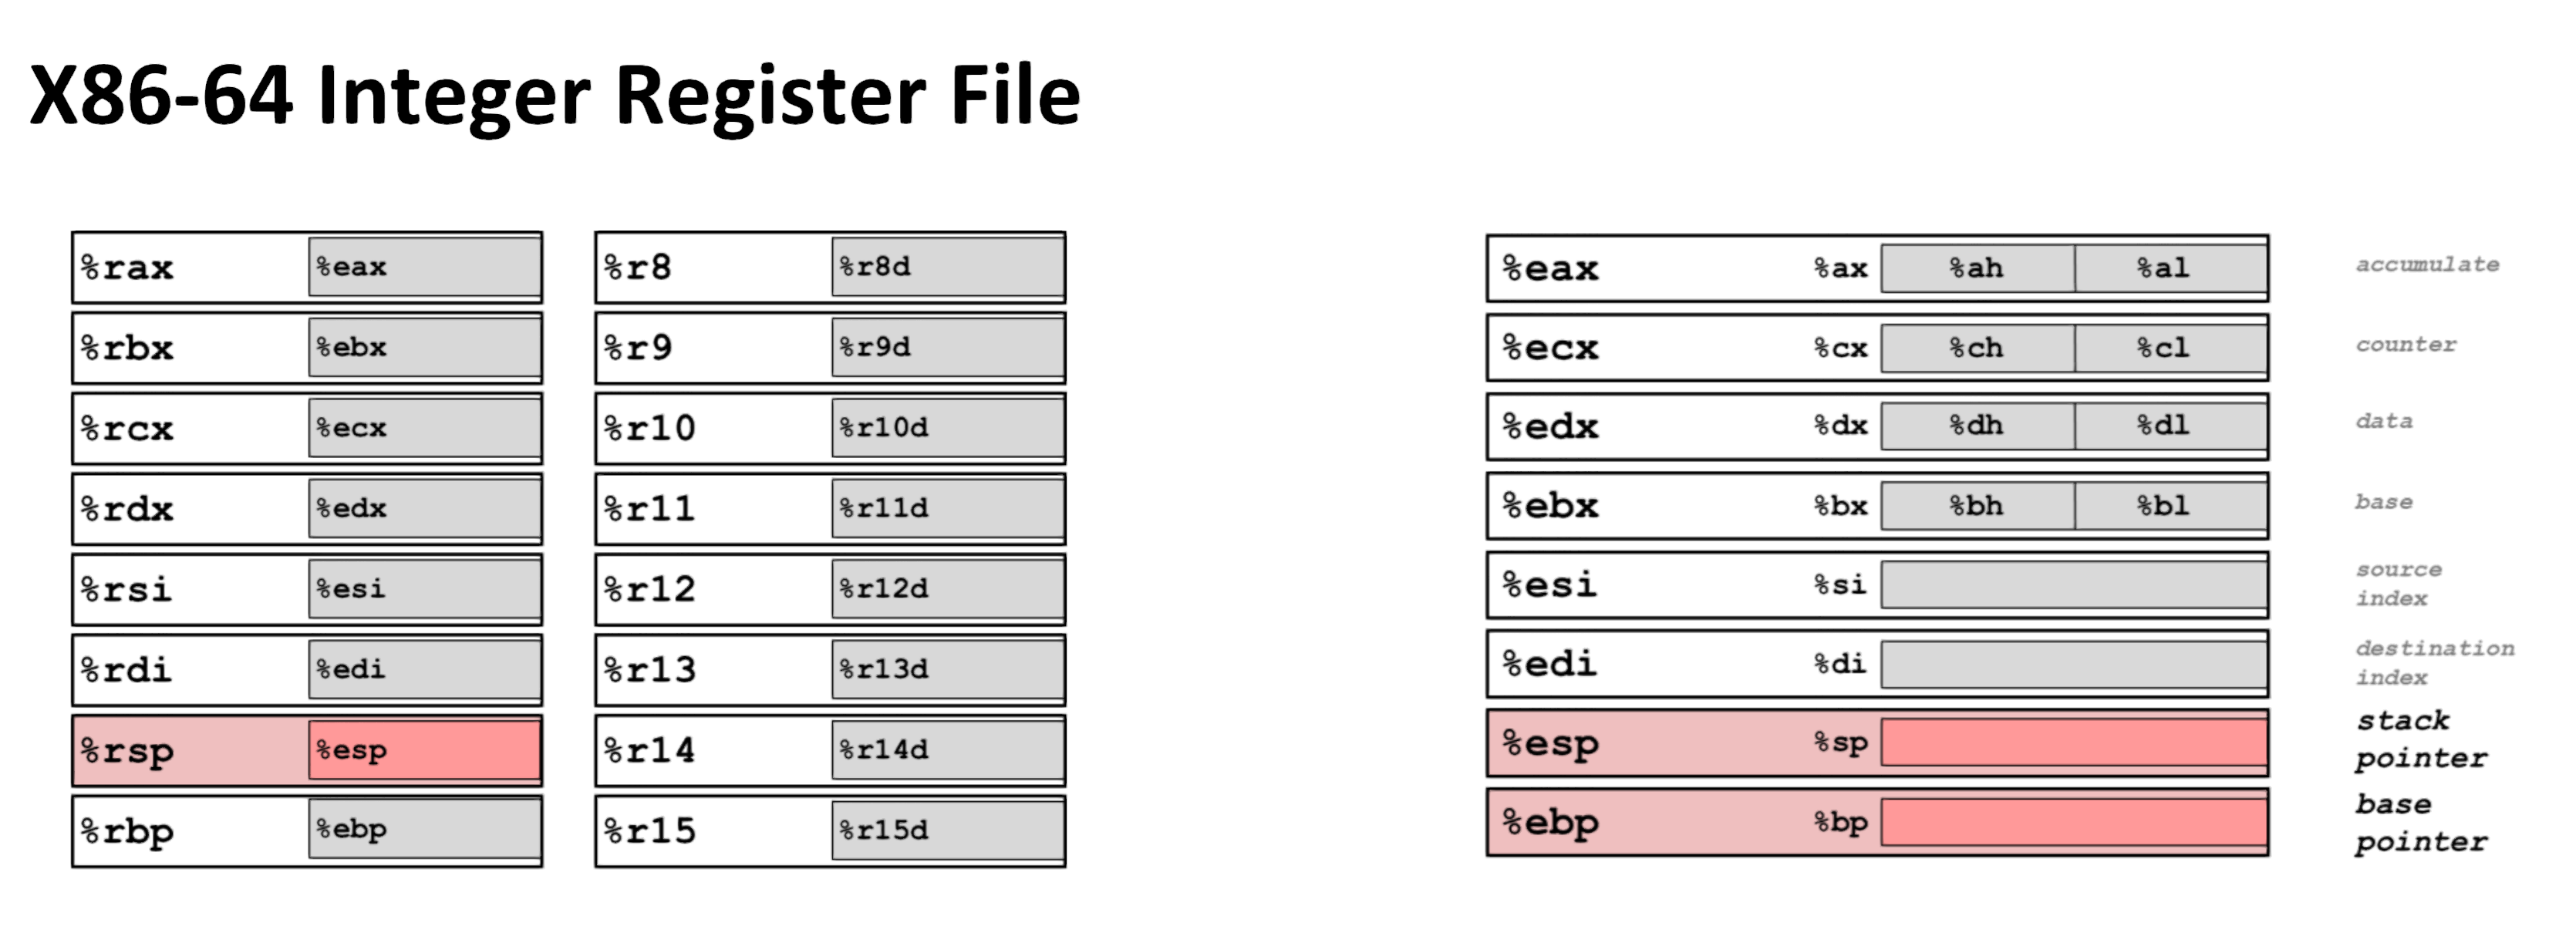 X86-64 Integer Register File
%rax %eax %r8 %r8d
%rbx %ebx %r9 %r9d
%rcx %ecx %r10 %r10d
%rdx %edx %r11 %r11d
%rsi %esi %r12 %r12d
%rdi %edi %r13 %r13d
%rsp %esp %r14 %r14d
%rbp %ebp %r15 %r15d
%eax %ax %ah %al accumulate
%ecx %cx %ch %cl counter
%edx %dx %dh %dl data
%ebx %bx %bh %bl base
%esi %si source
index
%edi %di destination
index
%esp %sp stack
pointer
%ebp %bp base
pointer